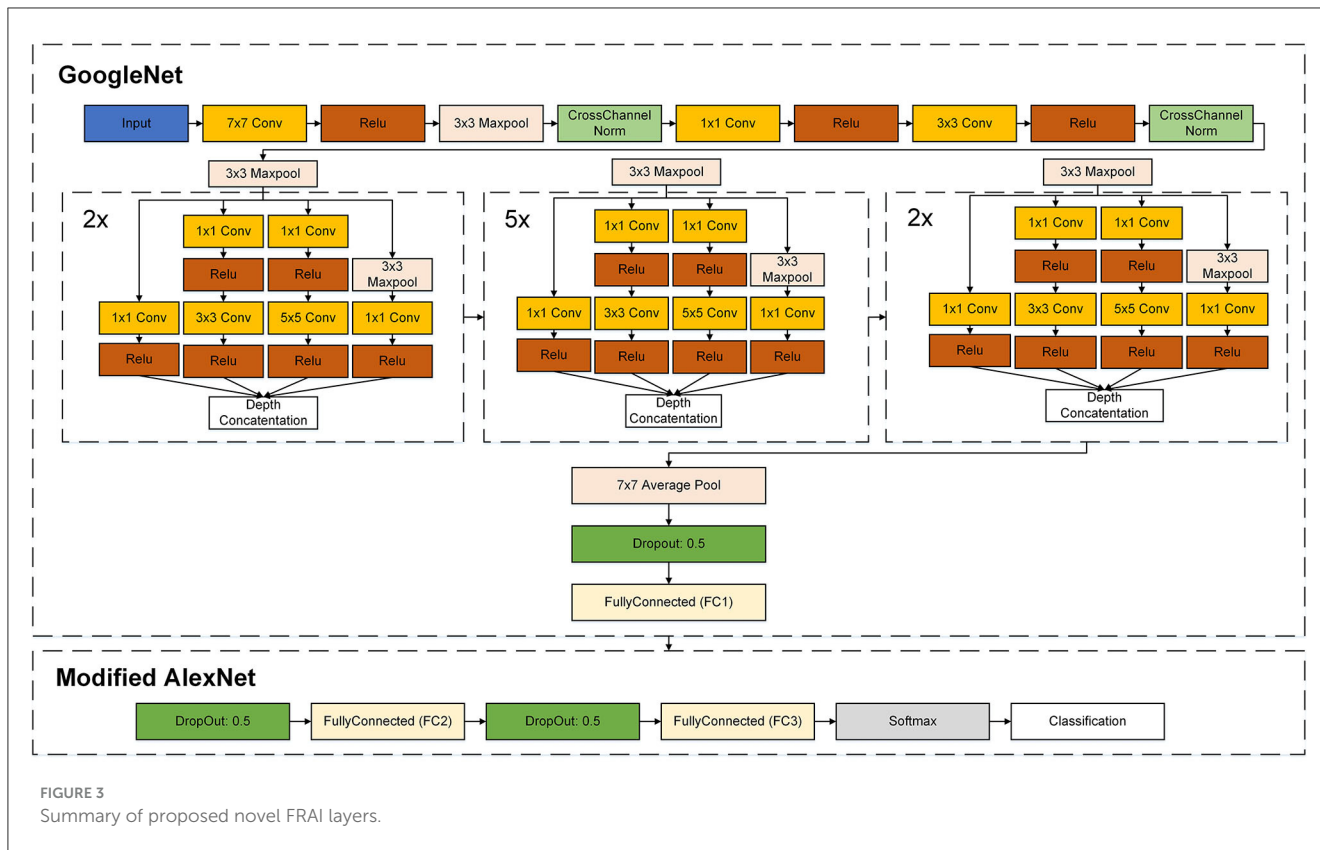 GoogleNet
Input
7x7 Conv
Relu
3x3 Maxpool
CrossChannel
Norm
1x1 Conv
Relu
3x3 Conv
Relu
CrossChannel
Norm
3x3 Maxpool
2x
1x1 Conv
1x1 Conv
Relu
Relu
3x3
Maxpool
1x1 Conv
3x3 Conv
5x5 Conv
1x1 Conv
Relu
Relu
Relu
Relu
Depth
Concatentation
3x3 Maxpool
5x
1x1 Conv
1x1 Conv
Relu
Relu
3x3
Maxpool
1x1 Conv
3x3 Conv
5x5 Conv
1x1 Conv
Relu
Relu
Relu
Relu
Depth
Concatentation
3x3 Maxpool
2x
1x1 Conv
1x1 Conv
Relu
Relu
3x3
Maxpool
1x1 Conv
3x3 Conv
5x5 Conv
1x1 Conv
Relu
Relu
Relu
Relu
Depth
Concatentation
7x7 Average Pool
Dropout: 0.5
FullyConnected (FC1)
Modified AlexNet
DropOut: 0.5
FullyConnected (FC2)
DropOut: 0.5
FullyConnected (FC3)
Softmax
Classification
FIGURE 3
Summary of proposed novel FRAI layers.